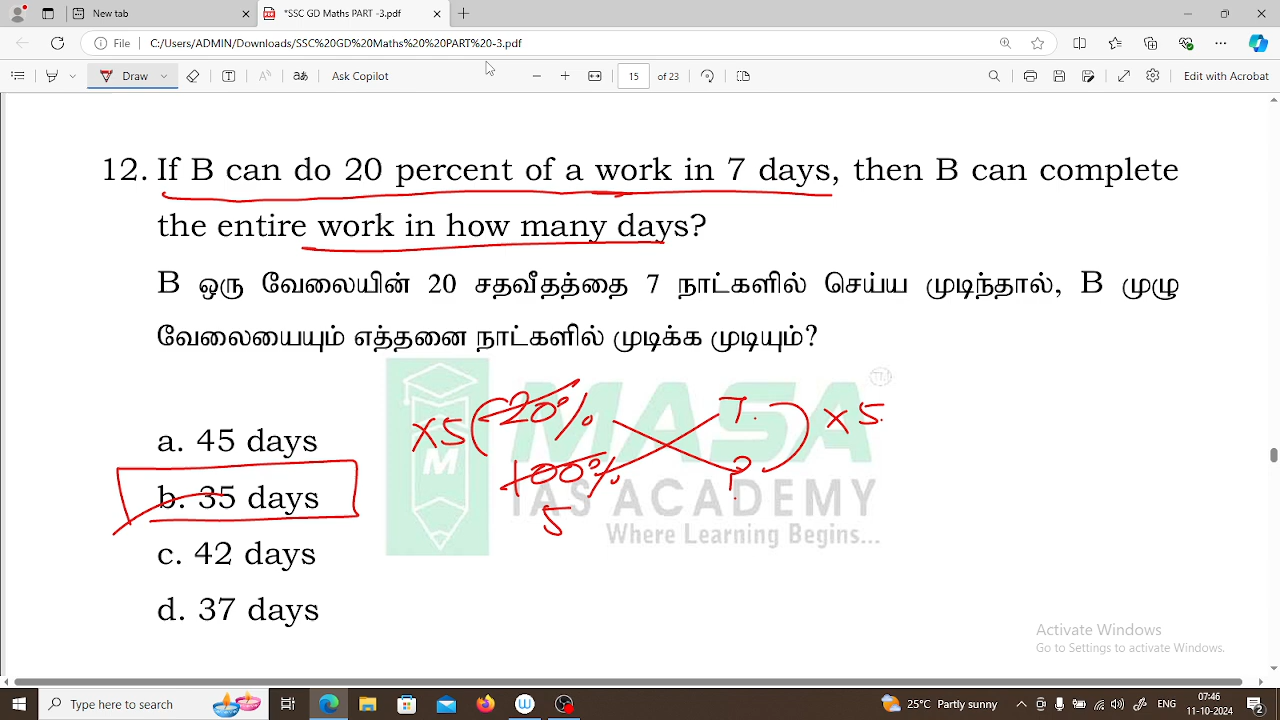 New tab
*SSC GD Maths PART -3.pdf
File C:/Users/ADMIN/Downloads/SSC%20GD%20Maths%20%20PART%20-3.pdf
Draw Ask Copilot 15 of 23 Edit with Acrobat
12. If B can do 20 percent of a work in 7 days, then B can complete
the entire work in how many days?
B ஒரு வேலையின் 20 சதவீதத்தை 7 நாட்களில் செய்ய முடிந்தால், B முழு
வேலையையும் எத்தனை நாட்களில் முடிக்க முடியும்?
TM
MASA
M
IAS ACADEMY
Where Learning Begins...
×5 20% 7 ×5
100% ?
5
a. 45 days
b. 35 days
c. 42 days
d. 37 days
Activate Windows
Go to Settings to activate Windows.
Type here to search
25°C Partly sunny
07:46
11-10-2024
2